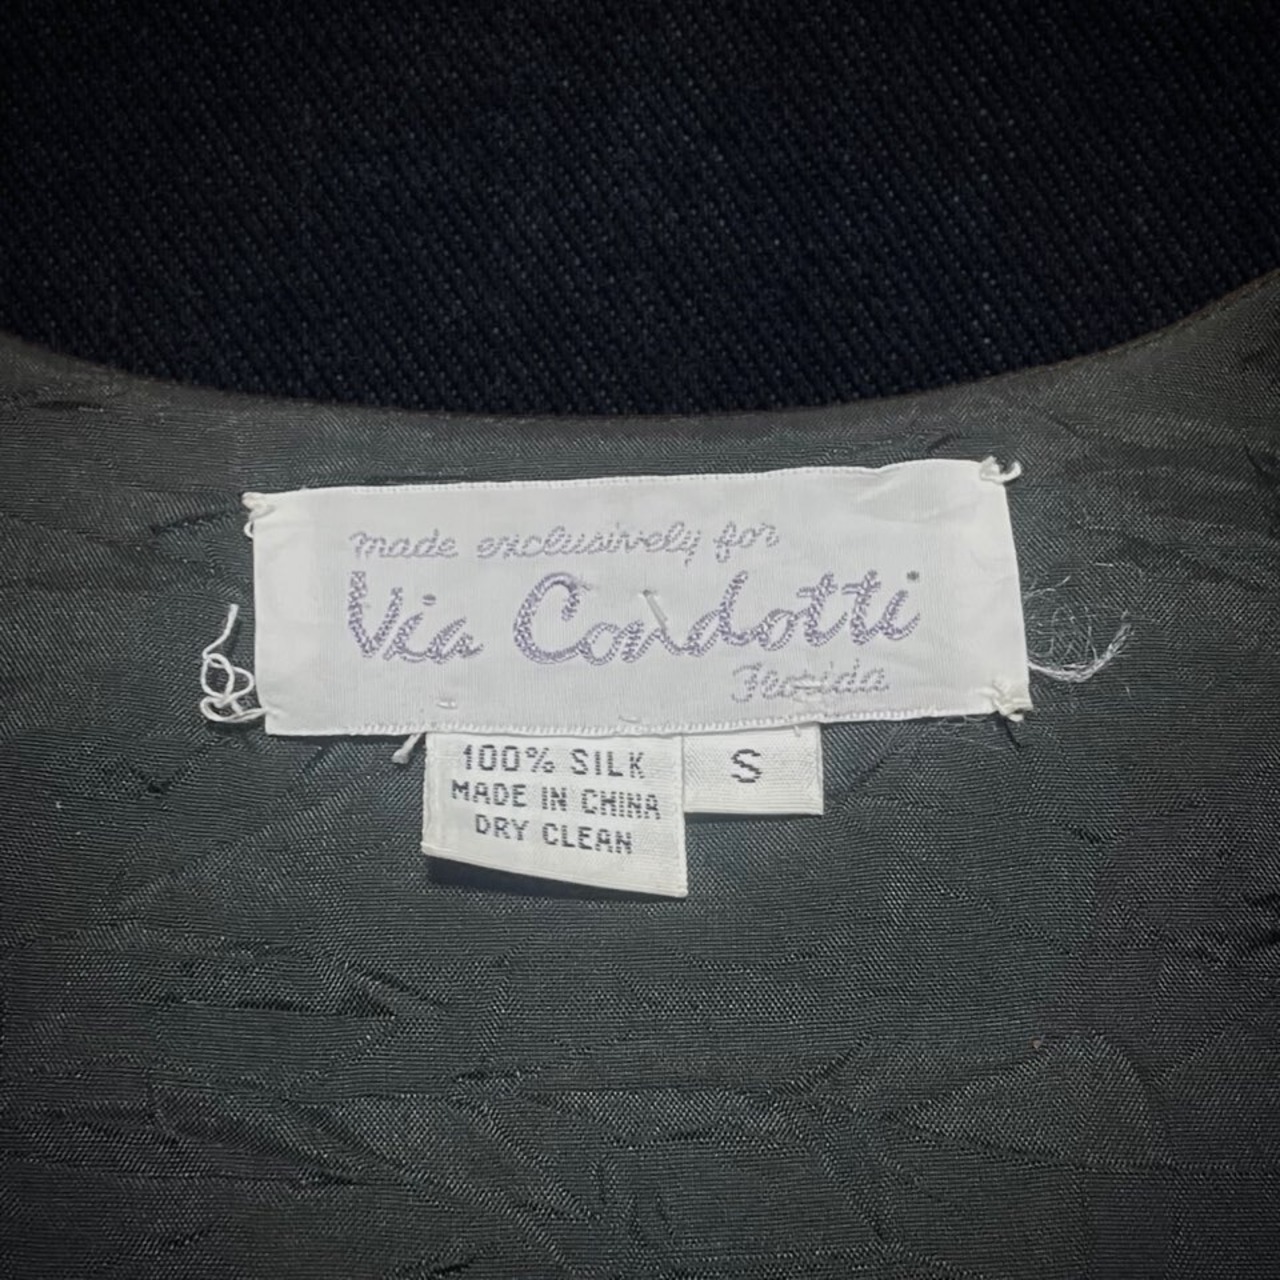 made exclusively for
Via Condotti
Florida
100% SILK
MADE IN CHINA
DRY CLEAN
S